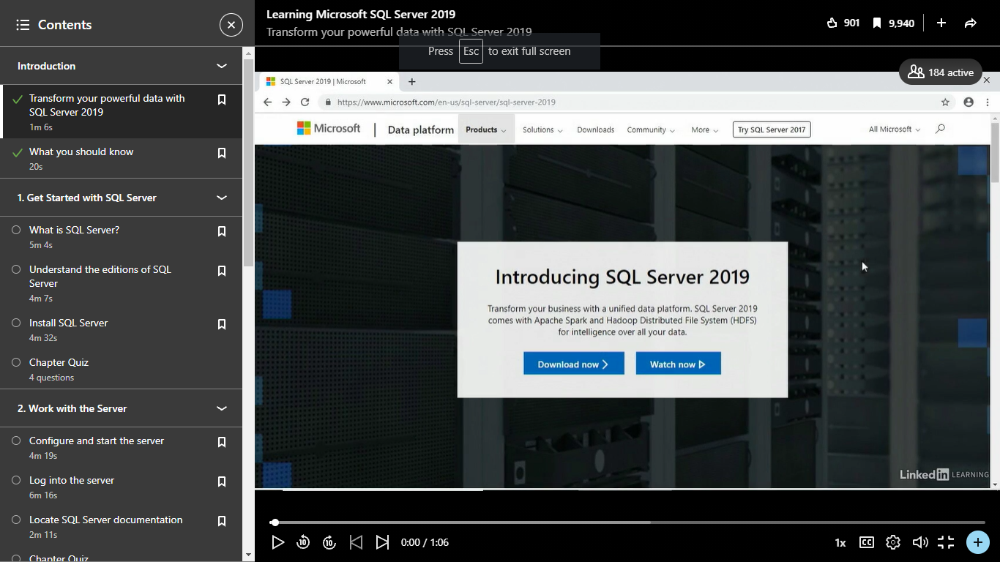 Contents
Introduction
Transform your powerful data with
SQL Server 2019
1m 6s
What you should know
20s
1. Get Started with SQL Server
What is SQL Server?
5m 4s
Understand the editions of SQL
Server
4m 7s
Install SQL Server
4m 32s
Chapter Quiz
4 questions
2. Work with the Server
Configure and start the server
4m 19s
Log into the server
6m 16s
Locate SQL Server documentation
2m 11s
Chapter Quiz
Learning Microsoft SQL Server 2019
Transform your powerful data with SQL Server 2019
901 9,940
Press Esc to exit full screen
184 active
SQL Server 2019 | Microsoft
https://www.microsoft.com/en-us/sql-server/sql-server-2019
Microsoft | Data platform Products Solutions Downloads Community More Try SQL Server 2017 All Microsoft
Introducing SQL Server 2019
Transform your business with a unified data platform. SQL Server 2019
comes with Apache Spark and Hadoop Distributed File System (HDFS)
for intelligence over all your data.
Download now Watch now
Linked in LEARNING
10 10 0:00 / 1:06 1x CC